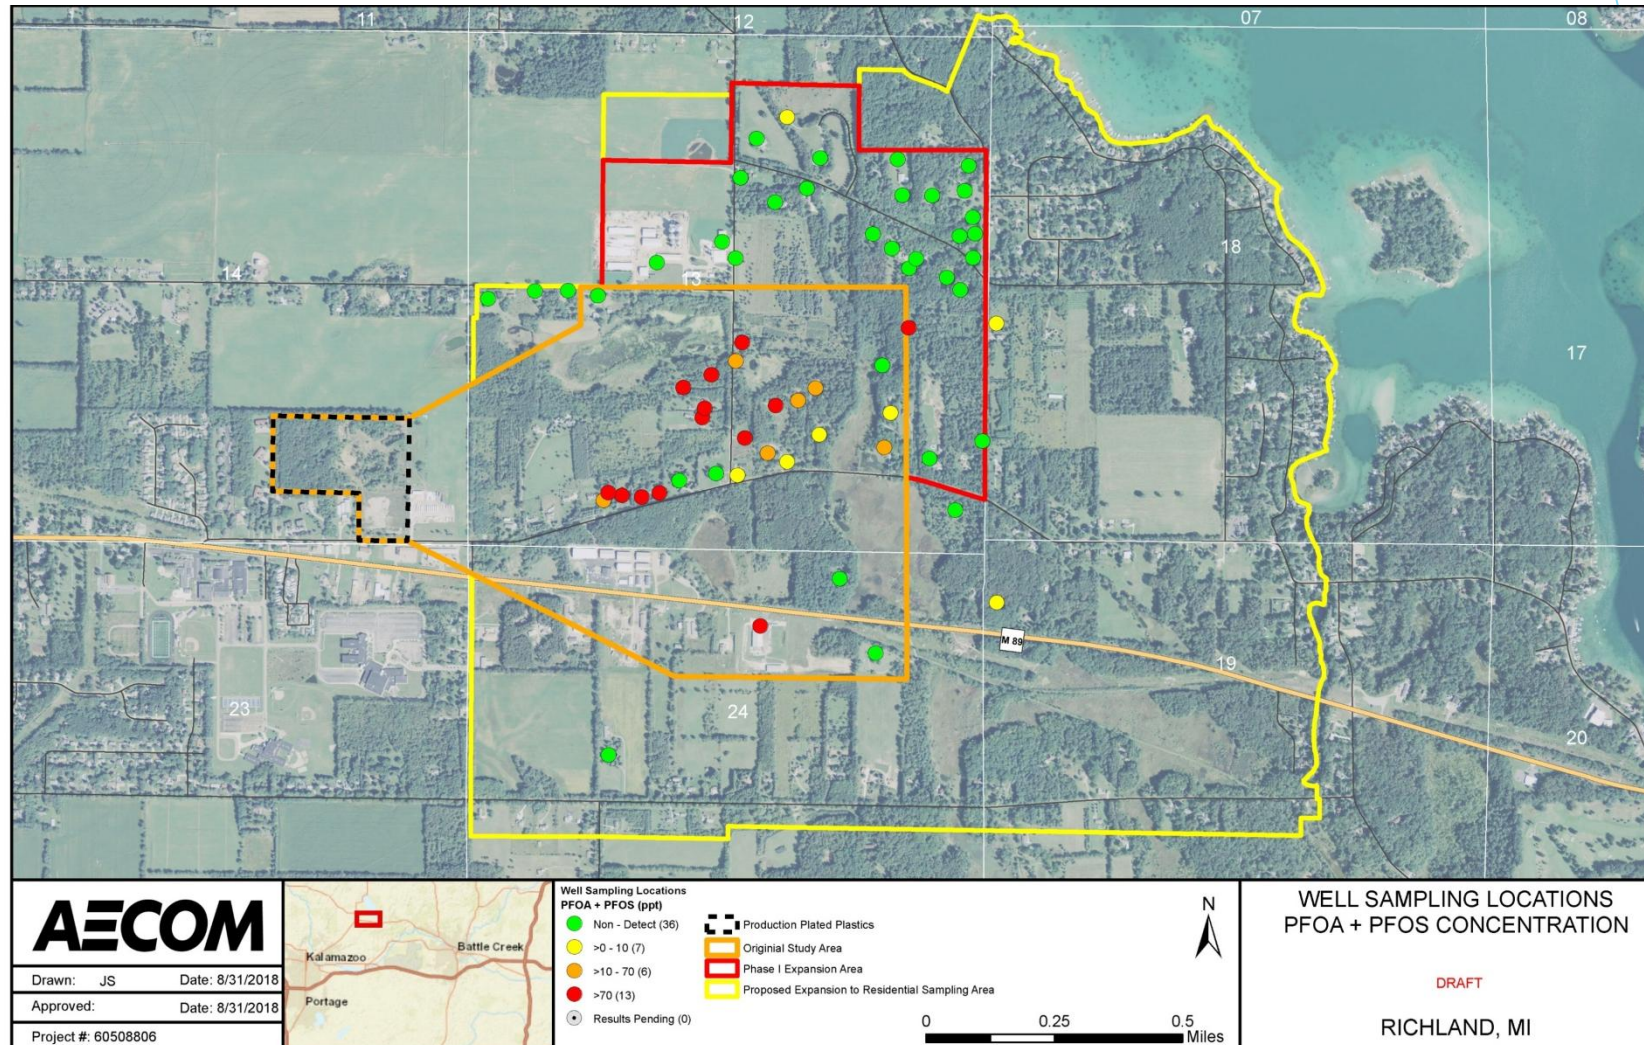 11
12
07
08
14
13
18
17
M 89
19
23
24
20
AECOM
Drawn: JS Date: 8/31/2018
Approved: Date: 8/31/2018
Project #: 60508806
Kalamazoo
Battle Creek
Portage
Well Sampling Locations
PFOA + PFOS (ppt)
Non - Detect (36)
>0 - 10 (7)
>10 - 70 (6)
>70 (13)
Results Pending (0)
Production Plated Plastics
Originial Study Area
Phase I Expansion Area
Proposed Expansion to Residential Sampling Area
N
0 0.25 0.5
Miles
WELL SAMPLING LOCATIONS
PFOA + PFOS CONCENTRATION
DRAFT
RICHLAND, MI